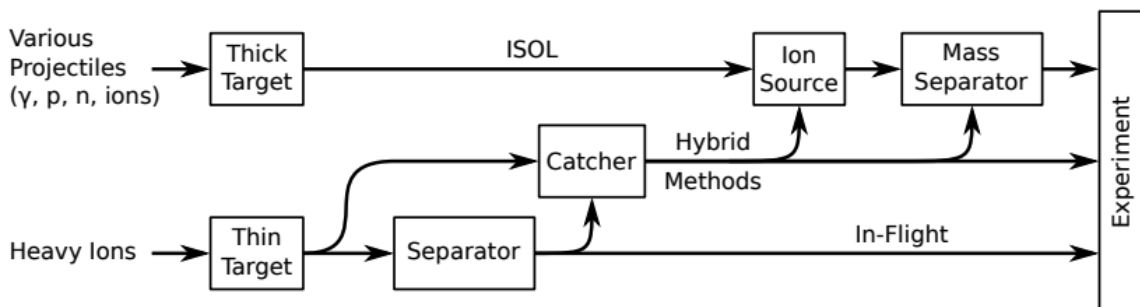 Various
Projectiles
(γ, p, n, ions)
Thick
Target
ISOL
Ion
Source
Mass
Separator
Catcher
Hybrid
Methods
Heavy Ions
Thin
Target
Separator
In-Flight
Experiment